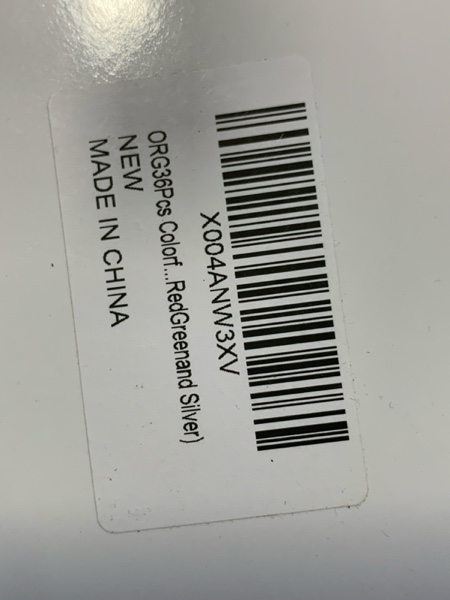 X004ANW3XV
ORG36Pcs Colorf...RedGreenand Silver)
NEW
MADE IN CHINA